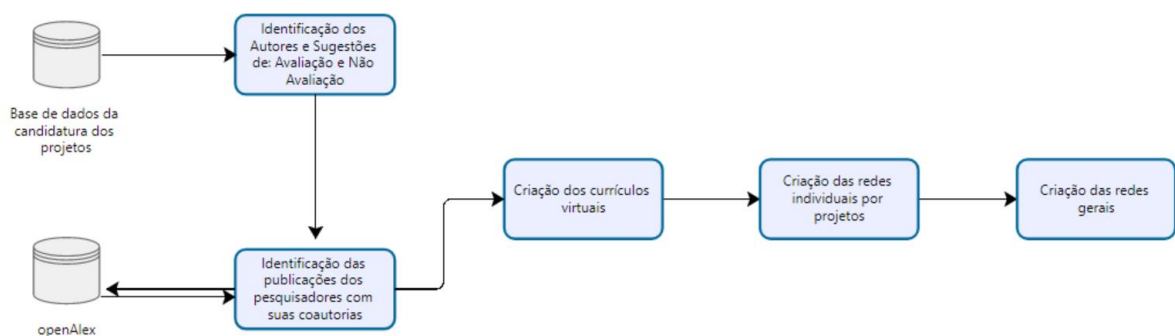 Identificação dos
Autores e Sugestões
de: Avaliação e Não
Avaliação
Base de dados da
candidatura dos
projetos
Criação dos currículos
virtuais
Criação das redes
individuais por
projetos
Criação das redes
gerais
Identificação das
publicações dos
pesquisadores com
suas coautorias
openAlex